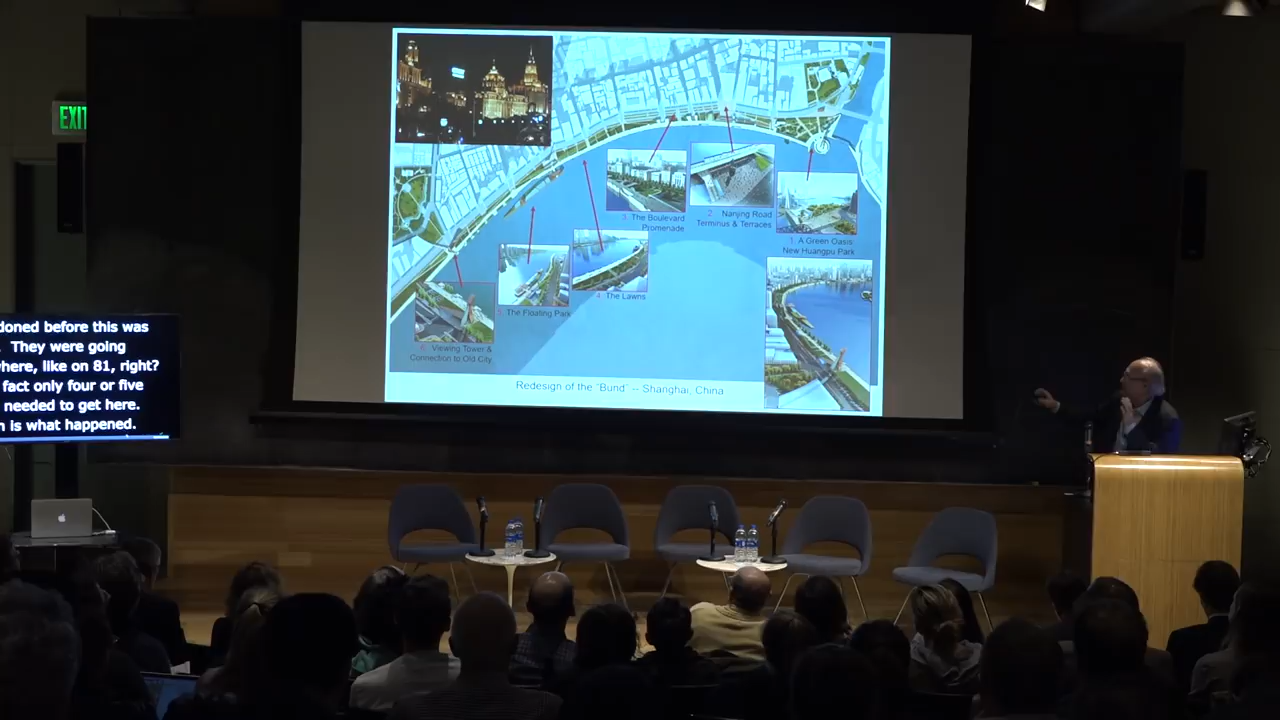 EXIT
doned before this was
. They were going
where, like on 81, right?
fact only four or five
needed to get here.
n is what happened.
3. The Boulevard
Promenade
2. Nanjing Road
Terminus & Terraces
1. A Green Oasis:
New Huangpu Park
4. The Lawns
5. The Floating Park
6. Viewing Tower &
Connection to Old City
Redesign of the "Bund" -- Shanghai, China